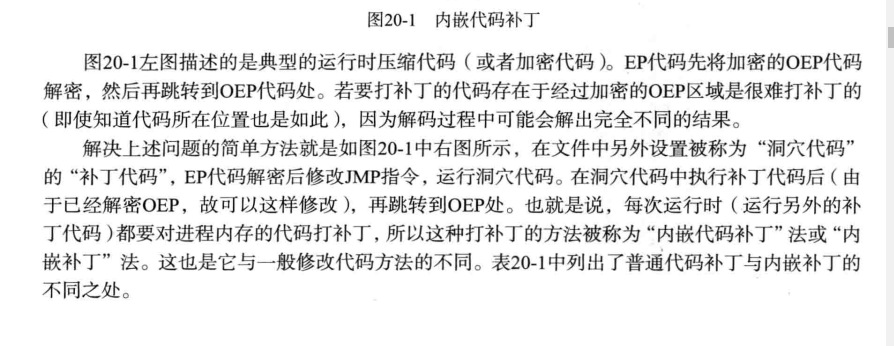 图20-1 内嵌代码补丁
图20-1左图描述的是典型的运行时压缩代码（或者加密代码）。EP代码先将加密的OEP代码
解密，然后再跳转到OEP代码处。若要打补丁的代码存在于经过加密的OEP区域是很难打补丁的
（即使知道代码所在位置也是如此），因为解码过程中可能会解出完全不同的结果。
解决上述问题的简单方法就是如图20-1中右图所示，在文件中另外设置被称为“洞穴代码”
的“补丁代码”，EP代码解密后修改JMP指令，运行洞穴代码。在洞穴代码中执行补丁代码后（由
于已经解密OEP，故可以这样修改），再跳转到OEP处。也就是说，每次运行时（运行另外的补
丁代码）都要对进程内存的代码打补丁，所以这种打补丁的方法被称为“内嵌代码补丁”法或“内
嵌补丁”法。这也是它与一般修改代码方法的不同。表20-1中列出了普通代码补丁与内嵌补丁的
不同之处。